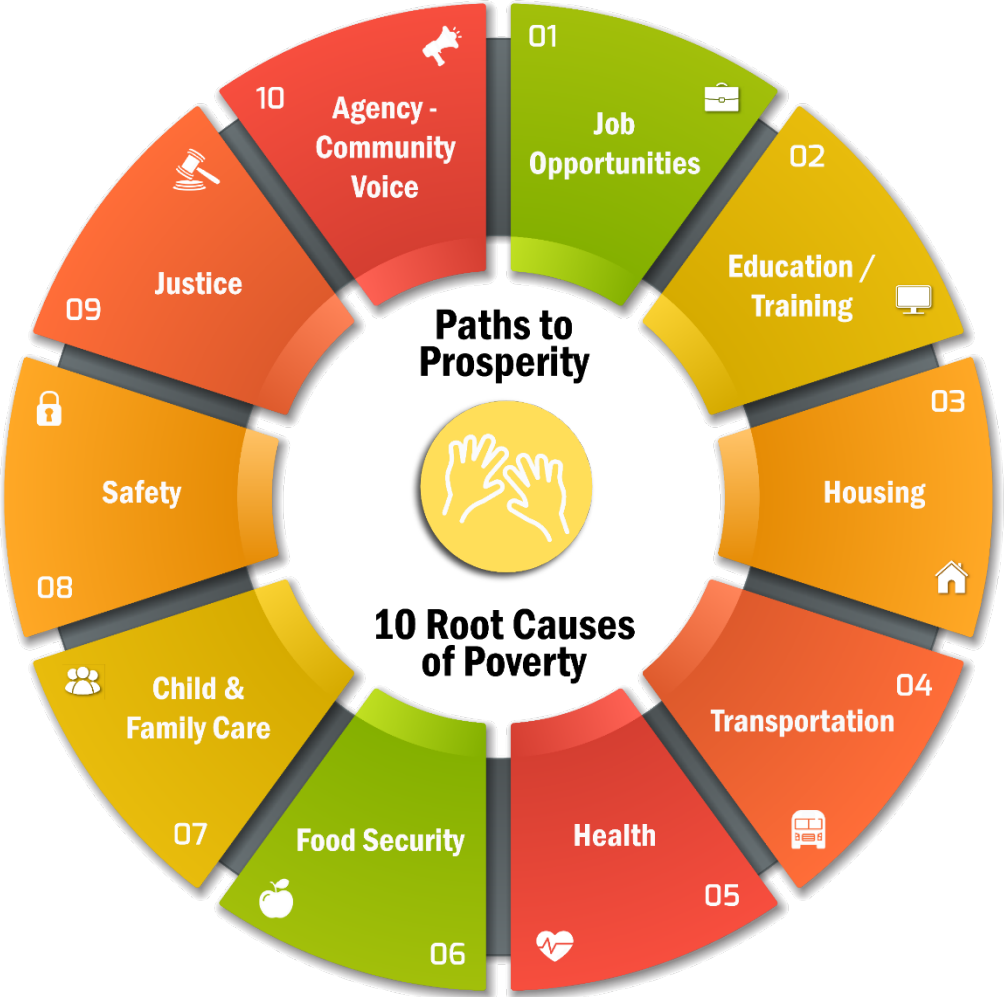 Paths to
Prosperity
10 Root Causes
of Poverty
01
Job
Opportunities
02
Education /
Training
03
Housing
04
Transportation
Health
05
Food Security
06
Child &
Family Care
07
Safety
08
Justice
09
10
Agency -
Community
Voice